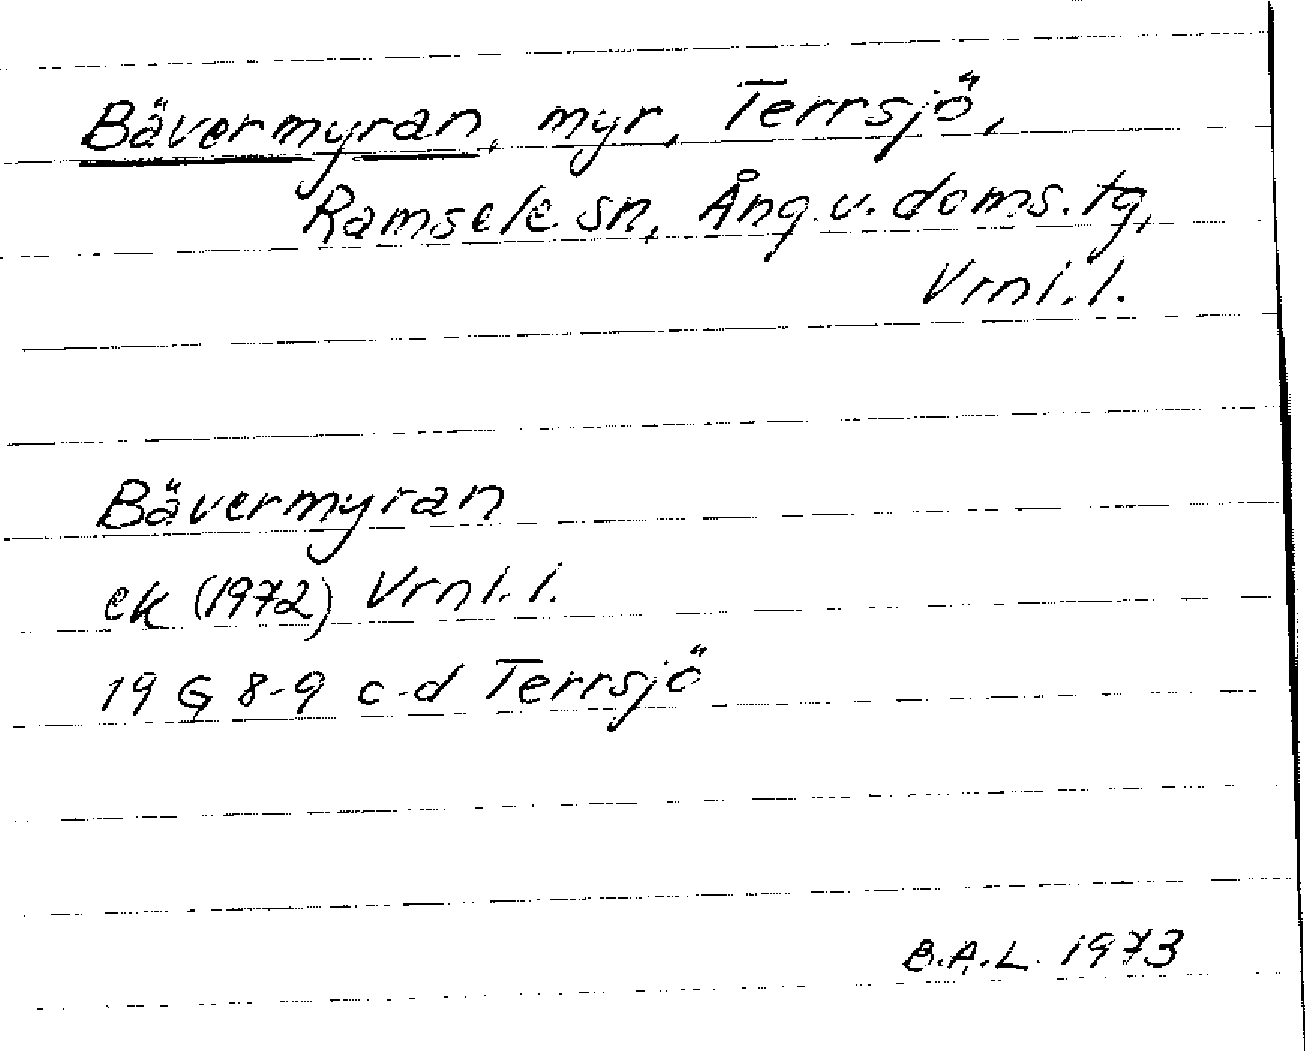 Bävermyran, myr, Terrsjö,
Ramsele sn, Ång.v.doms.tg,
Vrnl.l.
Bävermyran
ek (1972) Vrnl.l.
19 G 8-9 c-d Terrsjö
B.A.L. 1973